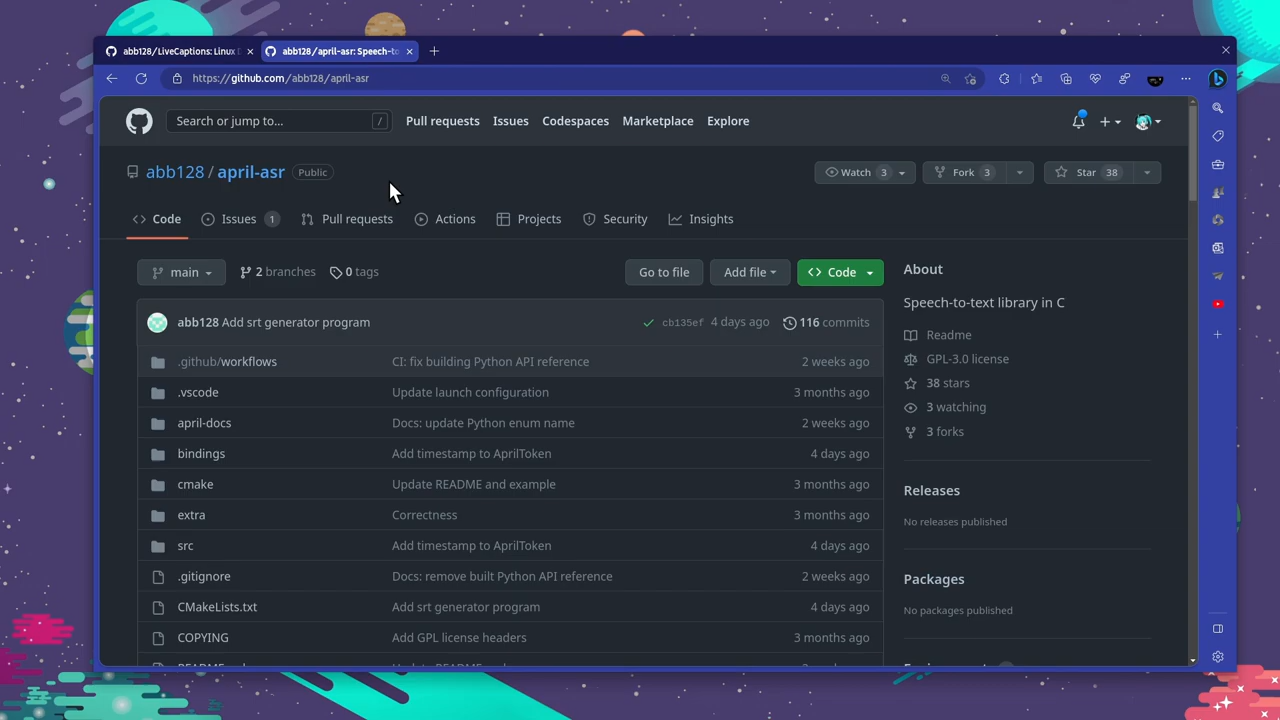 abb128/LiveCaptions: Linux
abb128/april-asr: Speech-to
https://github.com/abb128/april-asr
Search or jump to...
/
Pull requests
Issues
Codespaces
Marketplace
Explore
abb128 / april-asr
Public
Watch 3
Fork 3
Star 38
Code
Issues 1
Pull requests
Actions
Projects
Security
Insights
main
2 branches
0 tags
Go to file
Add file
Code
abb128 Add srt generator program
cb135ef 4 days ago
116 commits
.github/workflows CI: fix building Python API reference 2 weeks ago
.vscode Update launch configuration 3 months ago
april-docs Docs: update Python enum name 2 weeks ago
bindings Add timestamp to AprilToken 4 days ago
cmake Update README and example 3 months ago
extra Correctness 3 months ago
src Add timestamp to AprilToken 4 days ago
.gitignore Docs: remove built Python API reference 2 weeks ago
CMakeLists.txt Add srt generator program 4 days ago
COPYING Add GPL license headers 3 months ago
About
Speech-to-text library in C
Readme
GPL-3.0 license
38 stars
3 watching
3 forks
Releases
No releases published
Packages
No packages published